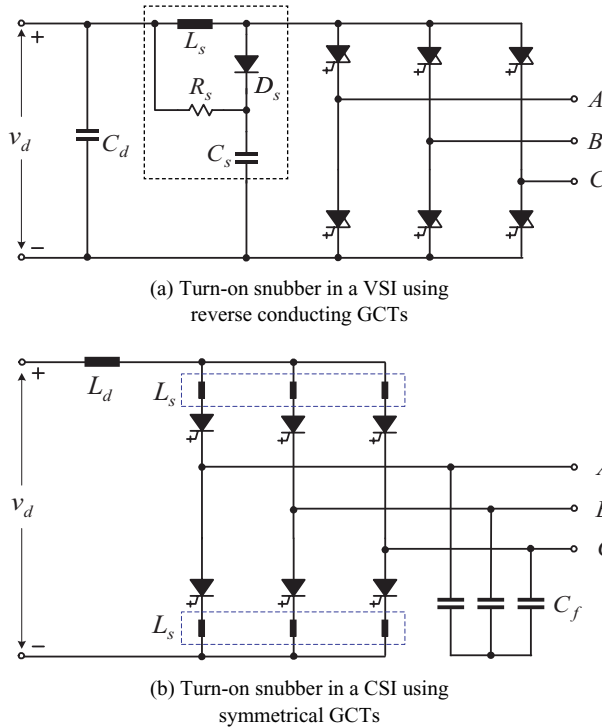 +
L_s
D_s
R_s
v_d
C_d
C_s
A
B
C
−
(a) Turn-on snubber in a VSI using
reverse conducting GCTs
+
L_d
L_s
v_d
L_s
C_f
−
(b) Turn-on snubber in a CSI using
symmetrical GCTs